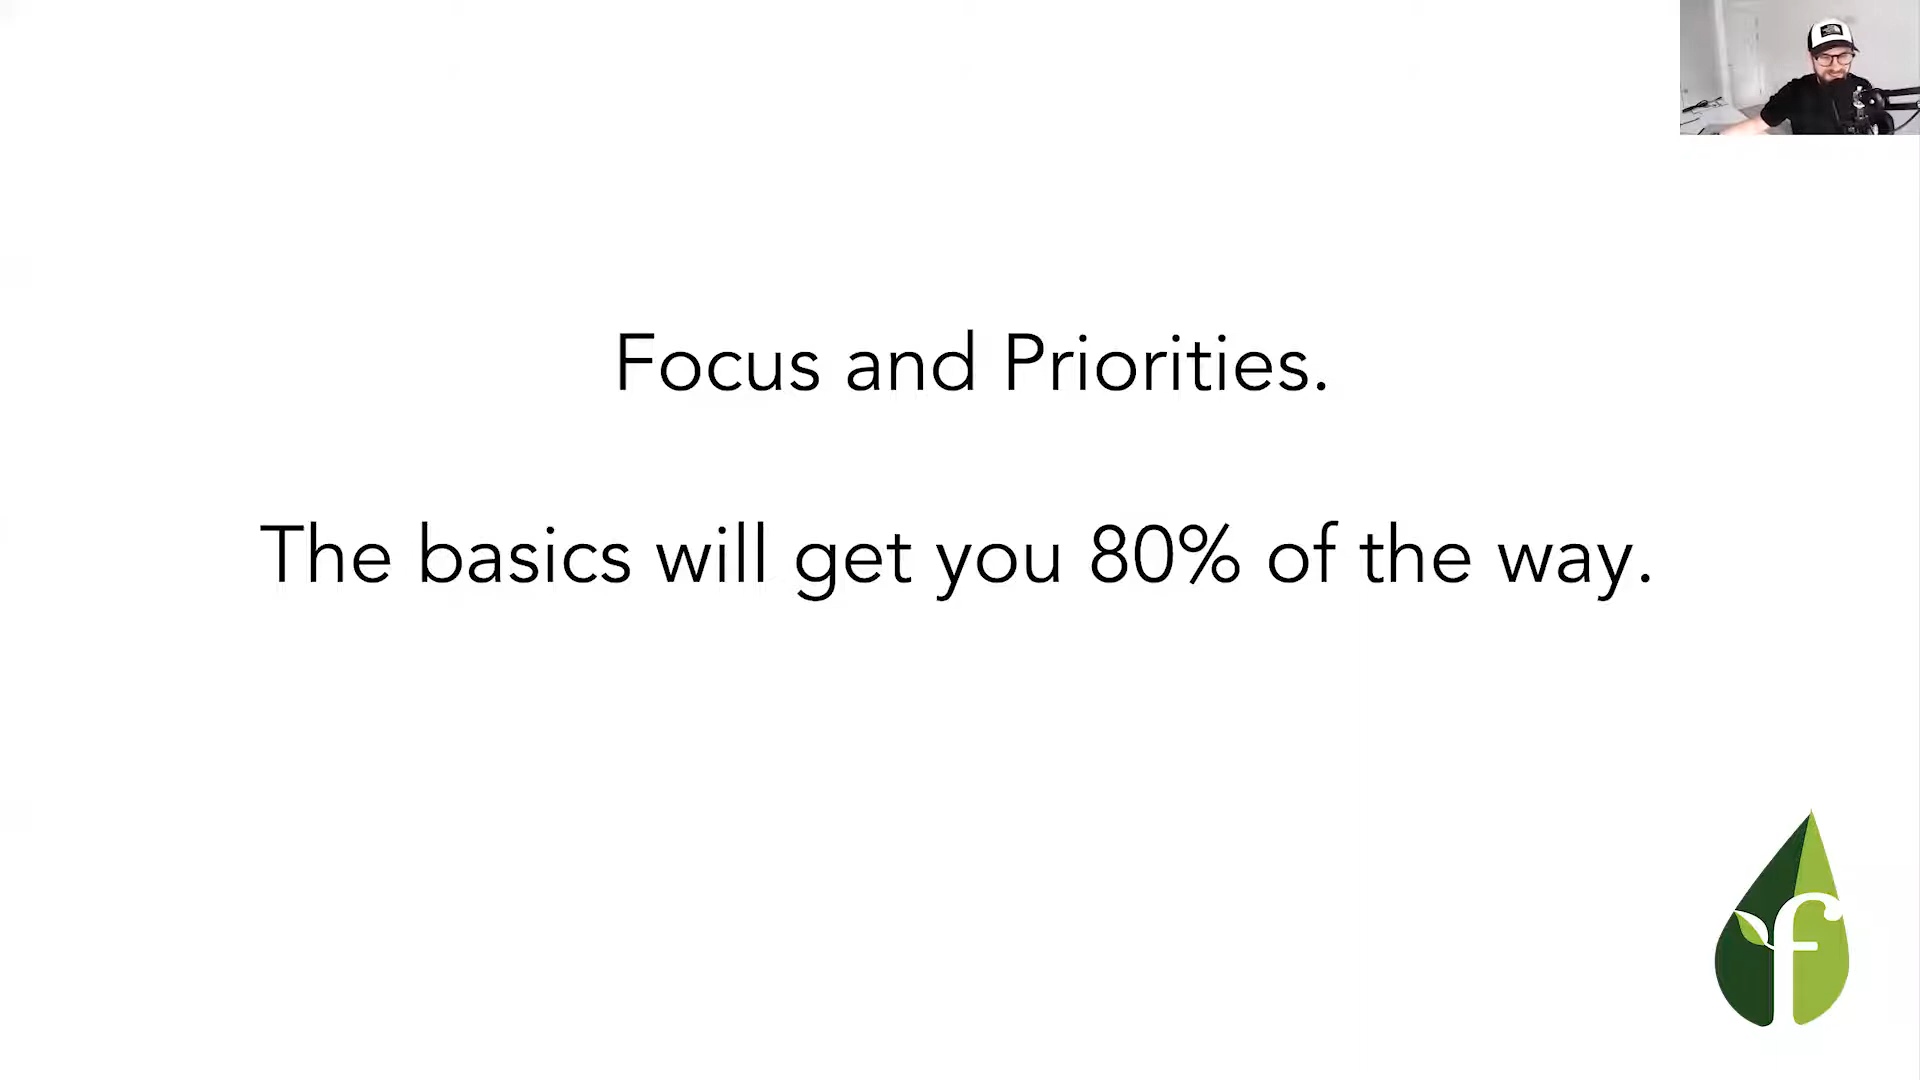 Focus and Priorities.
The basics will get you 80% of the way.
f